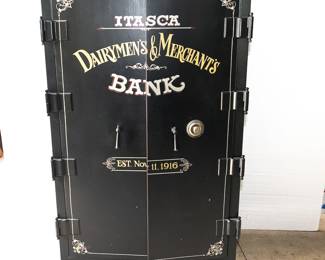 ITASCA
DAIRYMEN'S & MERCHANT'S
BANK
EST. NOV. 11. 1916